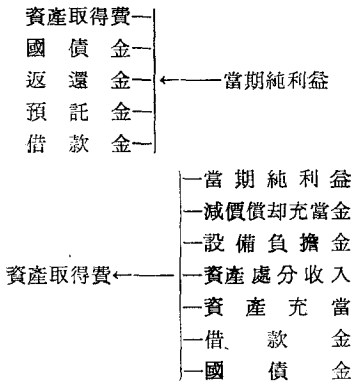 資產取得費
國債金
返還金
預託金
借款金
當期純利益
當期純利益
減價償却充當金
設備負擔金
資產處分收入
資產充當
借款金
國債金
資產取得費